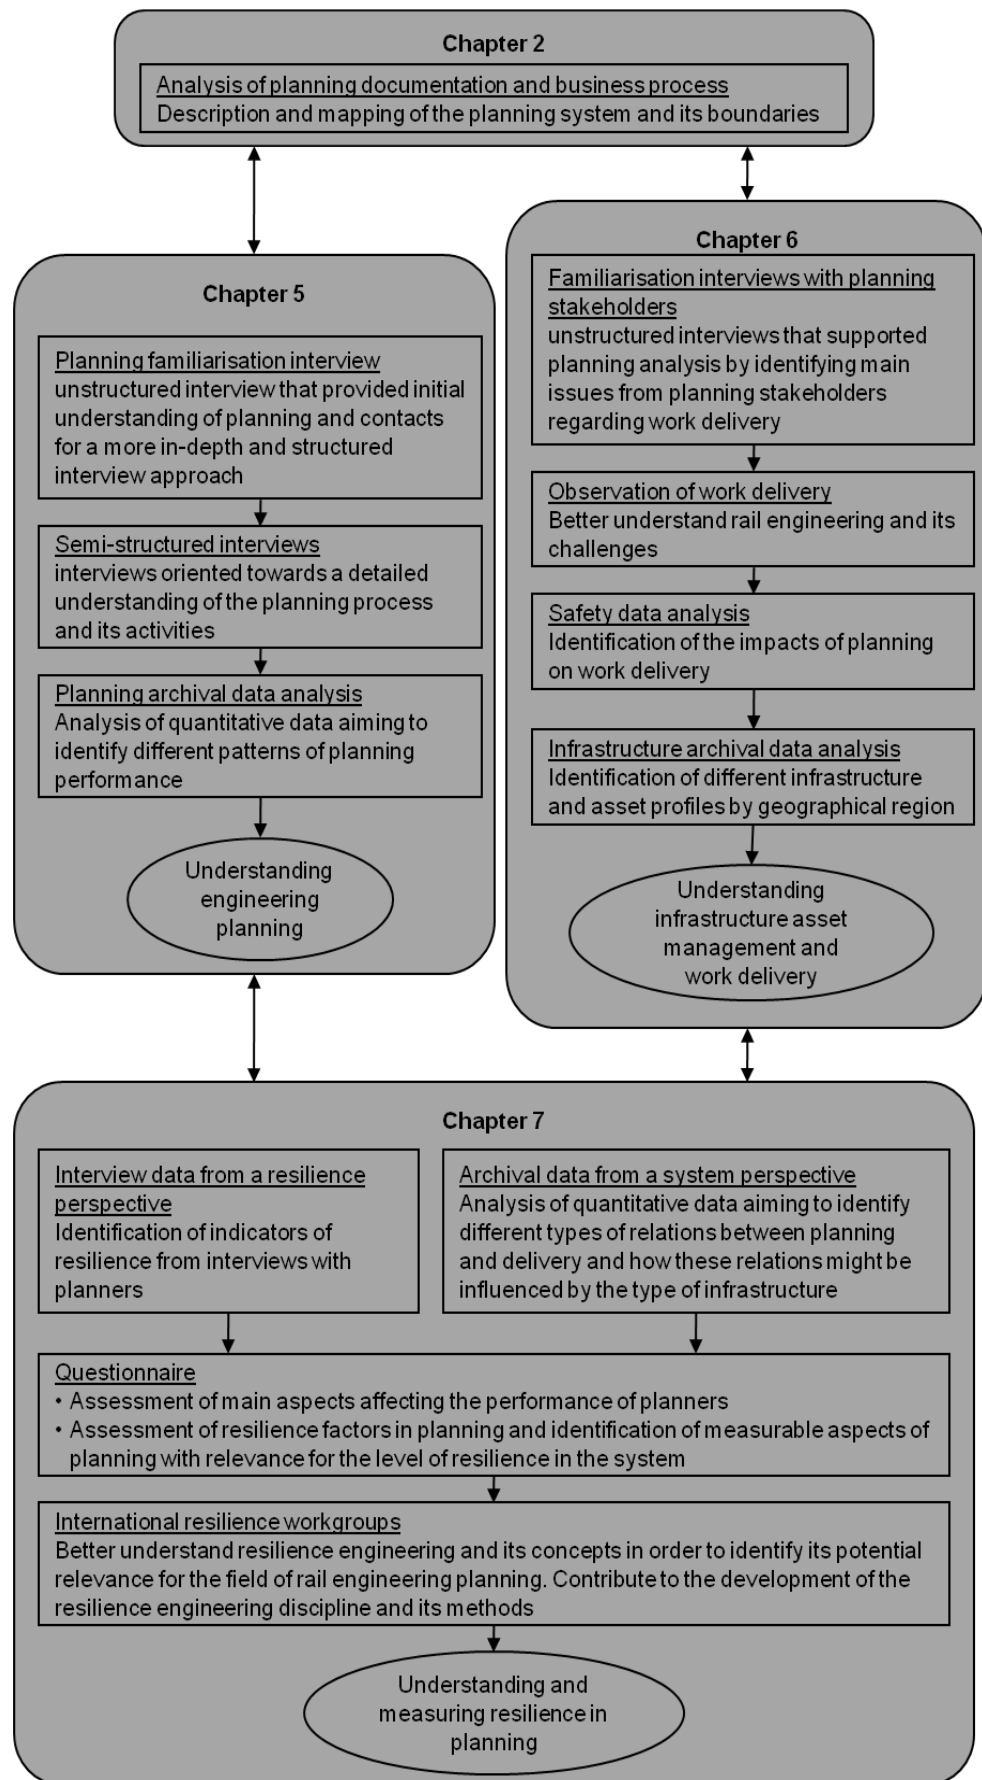 Chapter 2
Analysis of planning documentation and business process
Description and mapping of the planning system and its boundaries
Chapter 5
Planning familiarisation interview
unstructured interview that provided initial
understanding of planning and contacts
for a more in-depth and structured
interview approach
Semi-structured interviews
interviews oriented towards a detailed
understanding of the planning process
and its activities
Planning archival data analysis
Analysis of quantitative data aiming to
identify different patterns of planning
performance
Understanding
engineering
planning
Chapter 6
Familiarisation interviews with planning
stakeholders
unstructured interviews that supported
planning analysis by identifying main
issues from planning stakeholders
regarding work delivery
Observation of work delivery
Better understand rail engineering and its
challenges
Safety data analysis
Identification of the impacts of planning
on work delivery
Infrastructure archival data analysis
Identification of different infrastructure
and asset profiles by geographical region
Understanding
infrastructure asset
management and
work delivery
Chapter 7
Interview data from a resilience
perspective
Identification of indicators of
resilience from interviews with
planners
Archival data from a system perspective
Analysis of quantitative data aiming to identify
different types of relations between planning
and delivery and how these relations might be
influenced by the type of infrastructure
Questionnaire
• Assessment of main aspects affecting the performance of planners
• Assessment of resilience factors in planning and identification of measurable aspects of
planning with relevance for the level of resilience in the system
International resilience workgroups
Better understand resilience engineering and its concepts in order to identify its potential
relevance for the field of rail engineering planning. Contribute to the development of the
resilience engineering discipline and its methods
Understanding and
measuring resilience in
planning